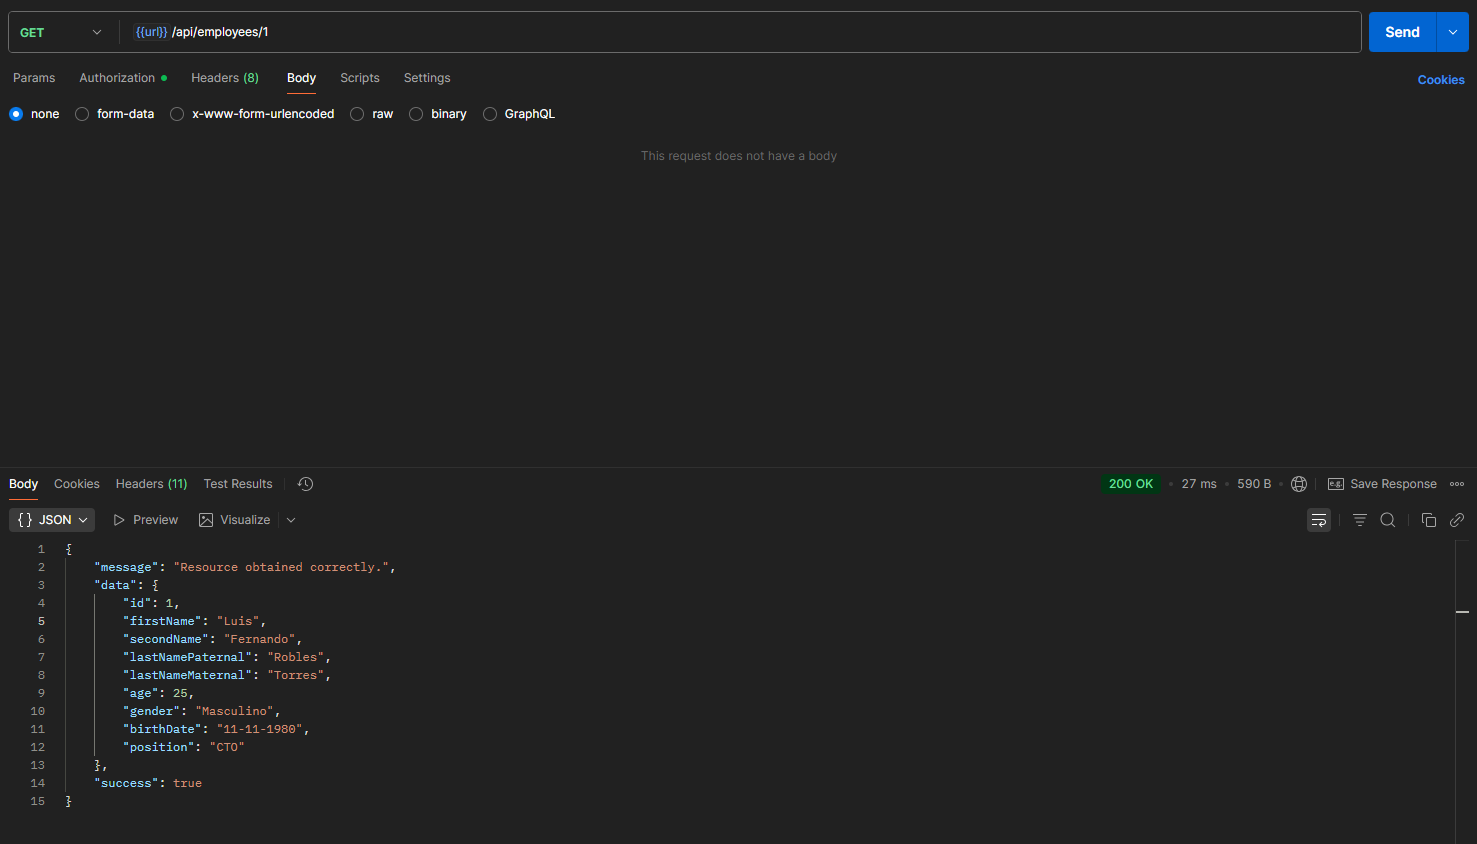 GET {{url}} /api/employees/1 Send
Params Authorization Headers (8) Body Scripts Settings Cookies
none form-data x-www-form-urlencoded raw binary GraphQL
This request does not have a body
Body Cookies Headers (11) Test Results 200 OK • 27 ms • 590 B • e.g. Save Response
{} JSON Preview Visualize
1 {
2 "message": "Resource obtained correctly.",
3 "data": {
4 "id": 1,
5 "firstName": "Luis",
6 "secondName": "Fernando",
7 "lastNamePaternal": "Robles",
8 "lastNameMaternal": "Torres",
9 "age": 25,
10 "gender": "Masculino",
11 "birthDate": "11-11-1980",
12 "position": "CTO"
13 },
14 "success": true
15 }